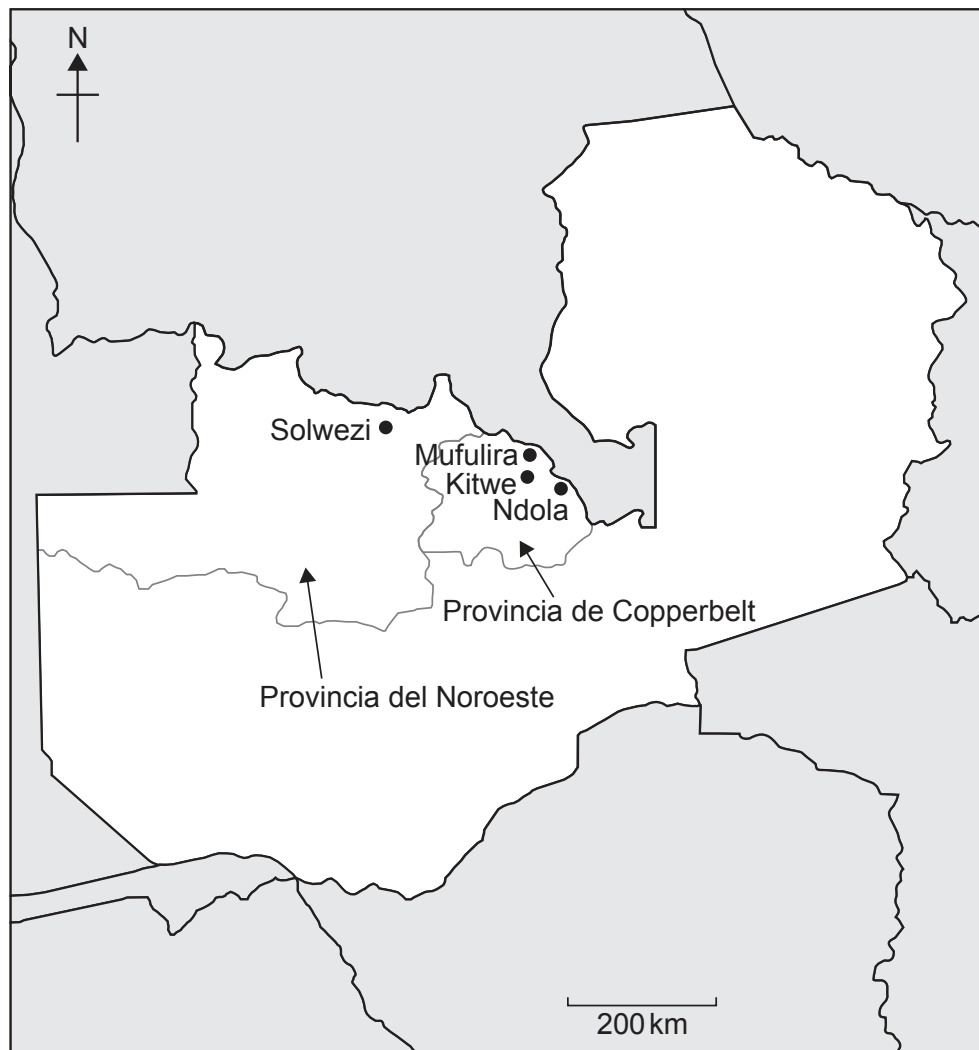 N
Solwezi
Mufulira
Kitwe
Ndola
Provincia de Copperbelt
Provincia del Noroeste
200 km